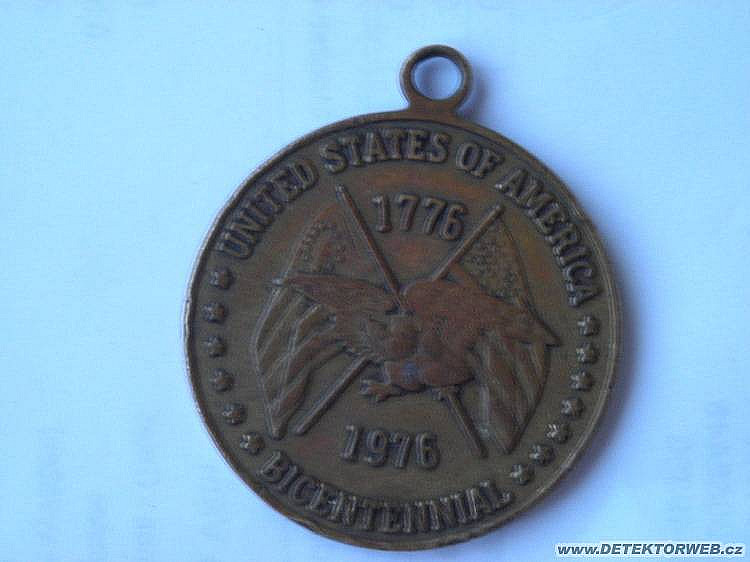 UNITED STATES OF AMERICA
1776
1976
BICENTENNIAL
www.DETEKTORWEB.cz